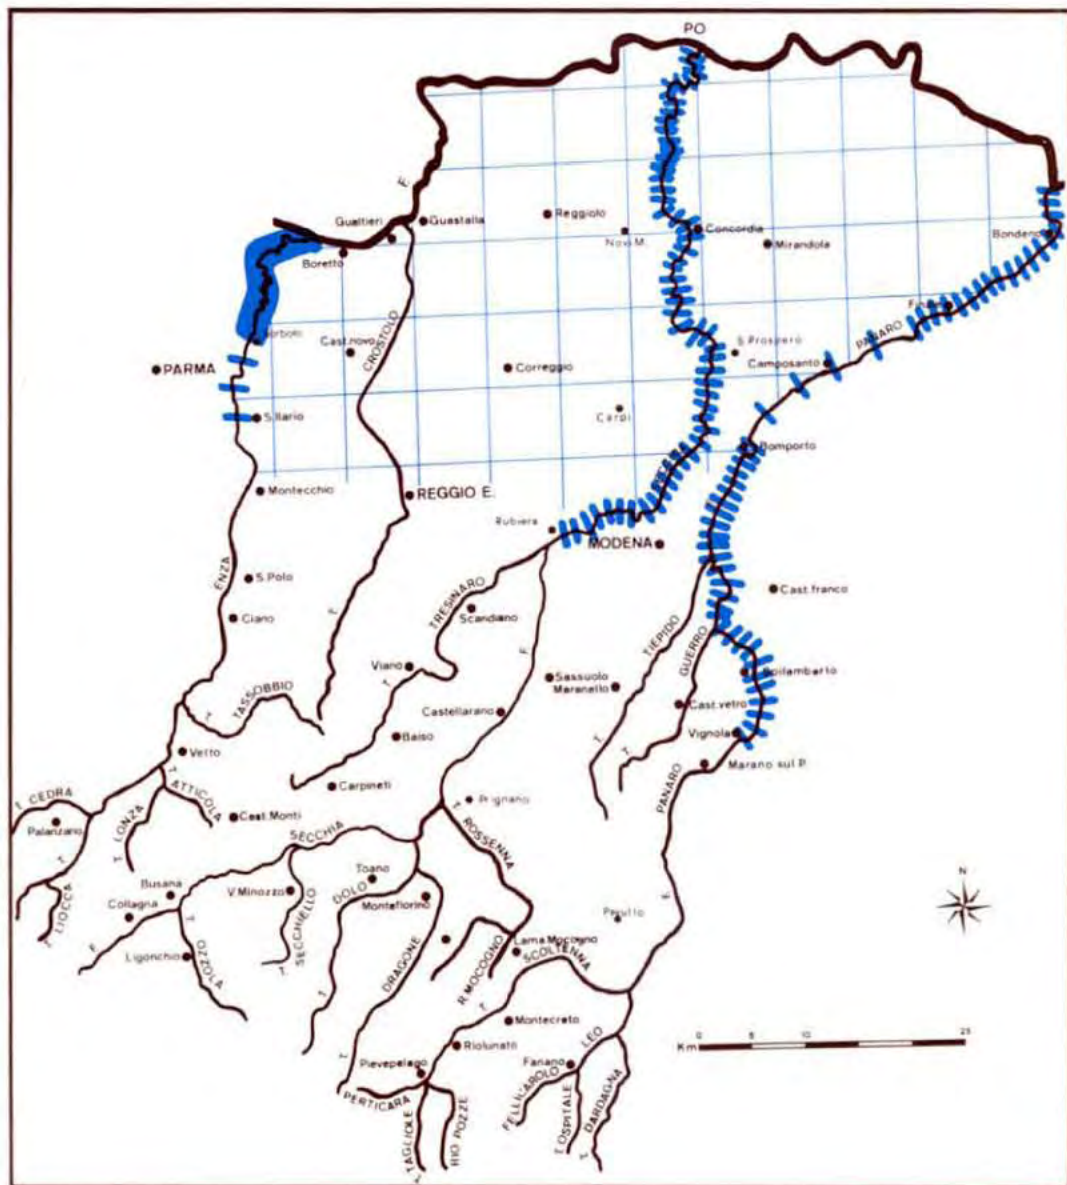 PO
F.
Gualtieri
Guastalla
Reggiolo
Novi M.
Concordia
Mirandola
Bondeno
Boretto
Cast.novo
CROSTOLO
PARMA
Correggio
S.Prospero
Camposanto
PANARO
S.Ilario
Carpi
Bomporto
Montecchio
REGGIO E.
Rubiera
MODENA
ENZA
S.Polo
Ciano
T.
TRESINARO
Scandiano
F.
TIEPIDO
GUERRO
Cast.franco
Viano
T.
Sassuolo
Maranello
Spilamberto
T. TASSOBBIO
Castellarano
Cast.vetro
Baiso
Vignola
T.
T.
Marano sul P.
PANARO
T. CEDRA
T. ATTICOLA
T. LONZA
Carpineti
Prignano
Palanzano
Cast.Monti
SECCHIA
T. ROSSENNA
T. LIOCCA
Busana
Collagna
V.Minozzo
Toano
DOLO
Montefiorino
F.
T. OZZOLA
Ligonchio
T. SECCHIELLO
T.
DRAGONE
T.
R.MOCOGNO
Lama Mocogno
T. SCOLTENNA
F.
N
Montecreto
Riolunato
Pievepelago
PERTICARA
T. TAGLIOLE
RIO POZZE
Fanano
LEO
FELLICAROLO
T.OSPITALE
T. DARDAGNA
Km
0 5 10 25